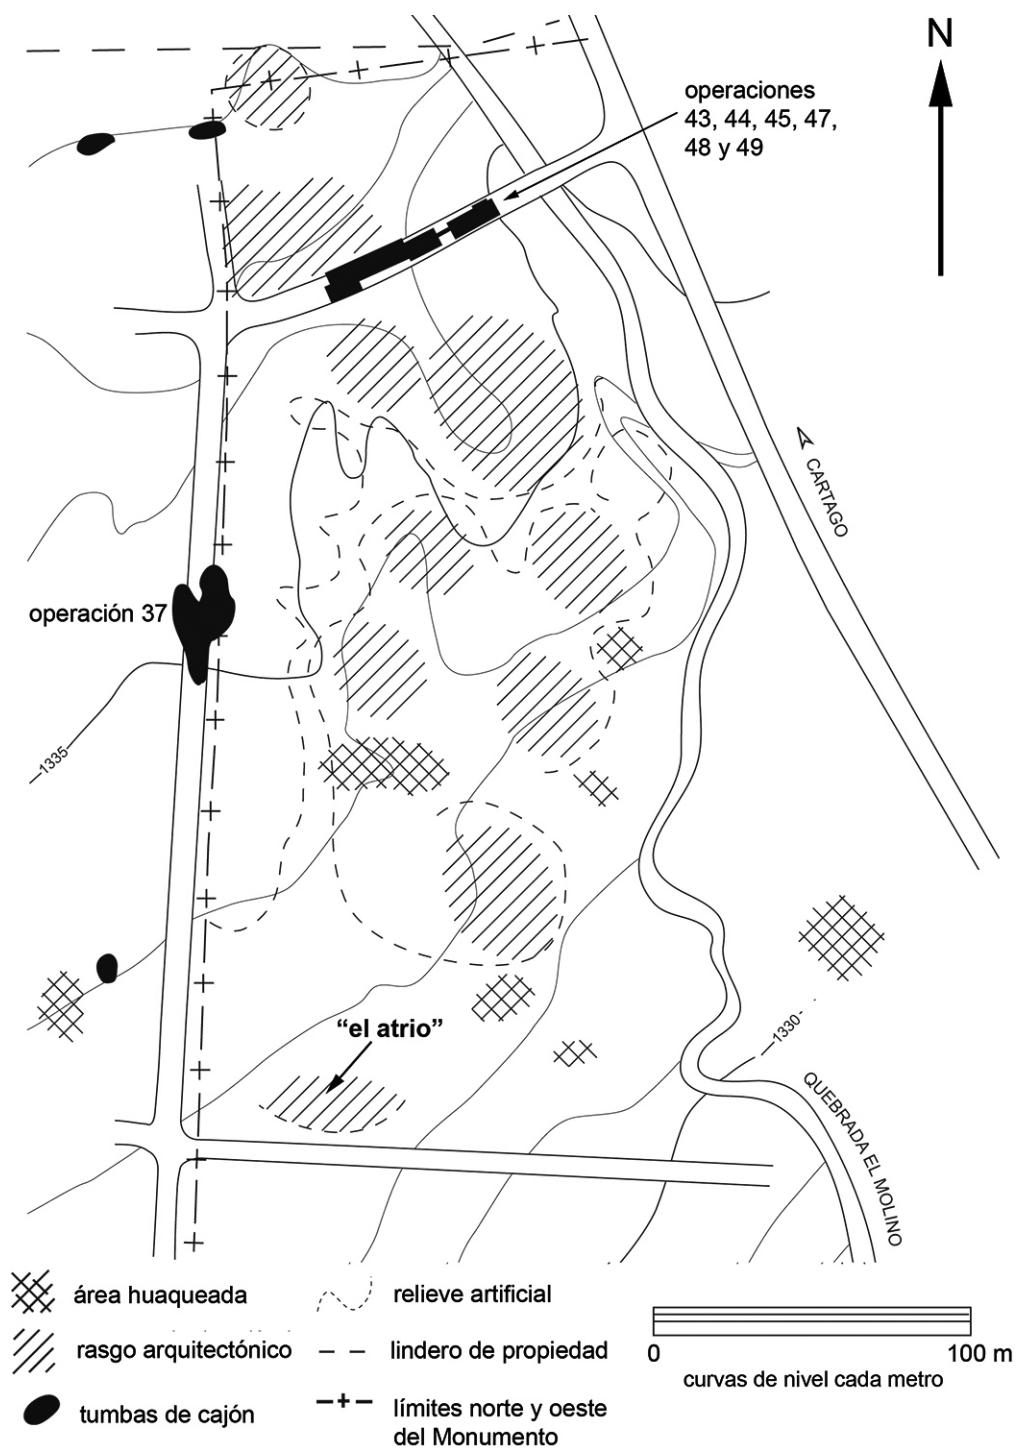 N
operaciones
43, 44, 45, 47,
48 y 49
CARTAGO
operación 37
1335
1330
“el atrio”
QUEBRADA EL MOLINO
área huaqueada
relieve artificial
rasgo arquitectónico
lindero de propiedad
tumbas de cajón
límites norte y oeste
del Monumento
0
100 m
curvas de nivel cada metro